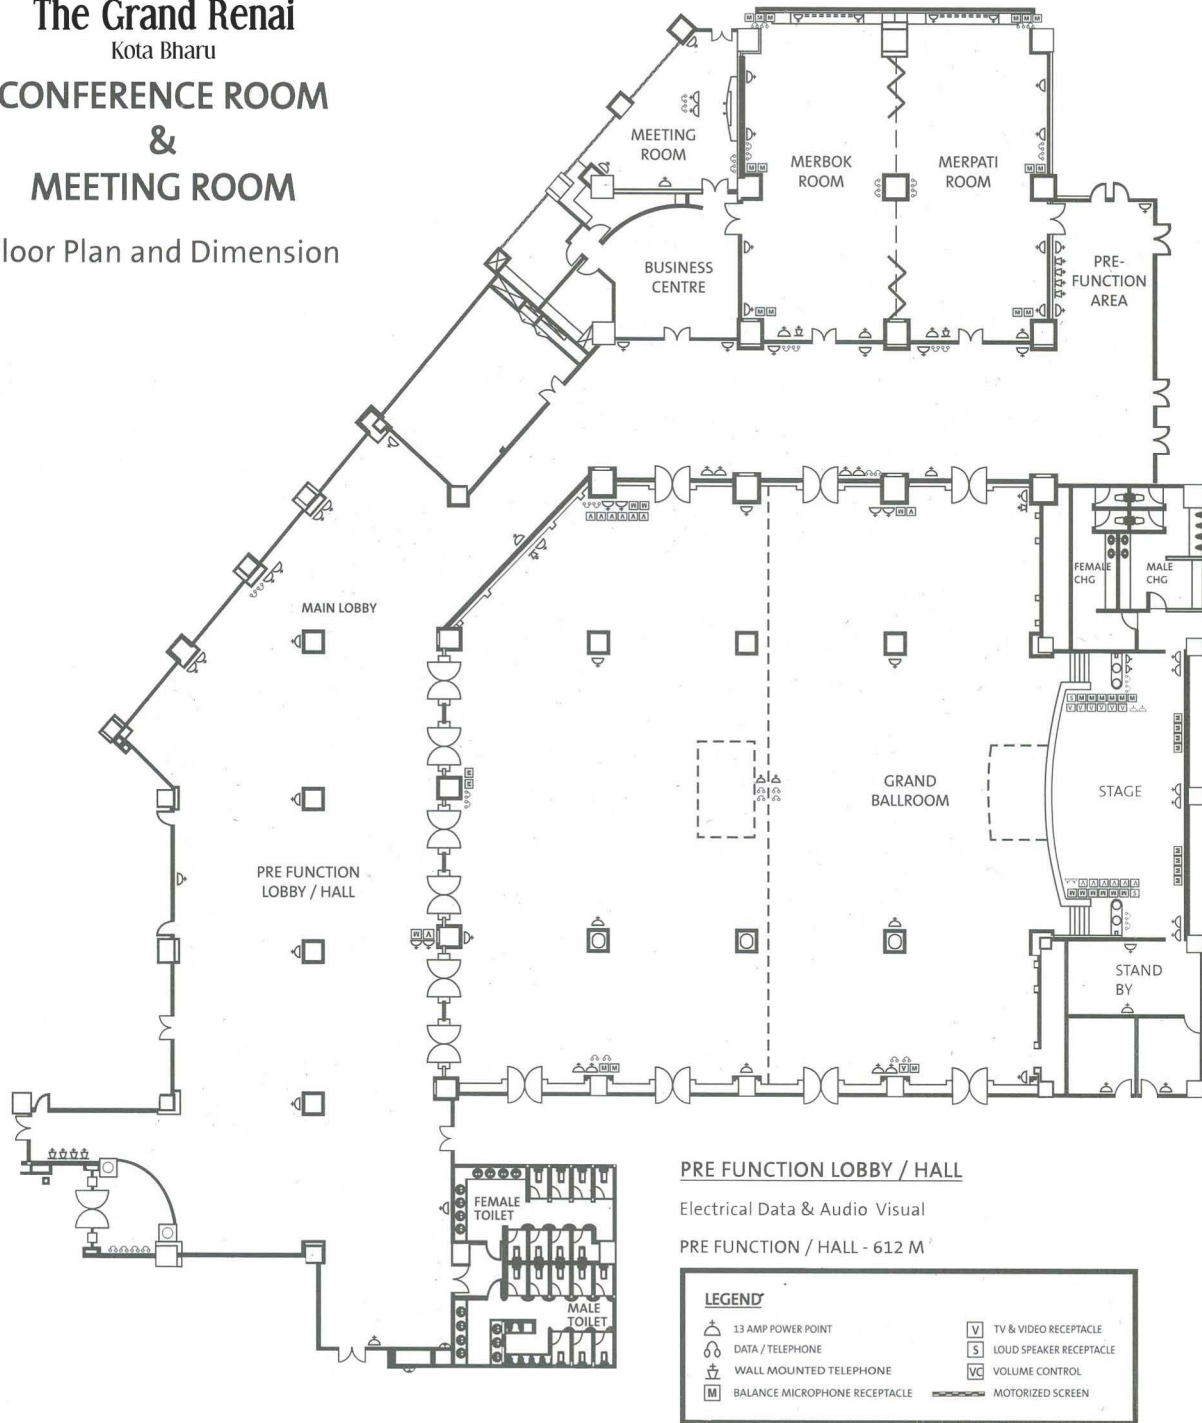 The Grand Renai
Kota Bharu
CONFERENCE ROOM
&
MEETING ROOM
loor Plan and Dimension
MEETING
ROOM
MERBOK
ROOM
MERPATI
ROOM
BUSINESS
CENTRE
PRE-
FUNCTION
AREA
MAIN LOBBY
FEMALE
CHG
MALE
CHG
GRAND
BALLROOM
STAGE
PRE FUNCTION
LOBBY / HALL
STAND
BY
FEMALE
TOILET
MALE
TOILET
PRE FUNCTION LOBBY / HALL
Electrical Data & Audio Visual
PRE FUNCTION / HALL - 612 M²
LEGEND
13 AMP POWER POINT
DATA / TELEPHONE
WALL MOUNTED TELEPHONE
M BALANCE MICROPHONE RECEPTACLE
V TV & VIDEO RECEPTACLE
S LOUD SPEAKER RECEPTACLE
VC VOLUME CONTROL
MOTORIZED SCREEN